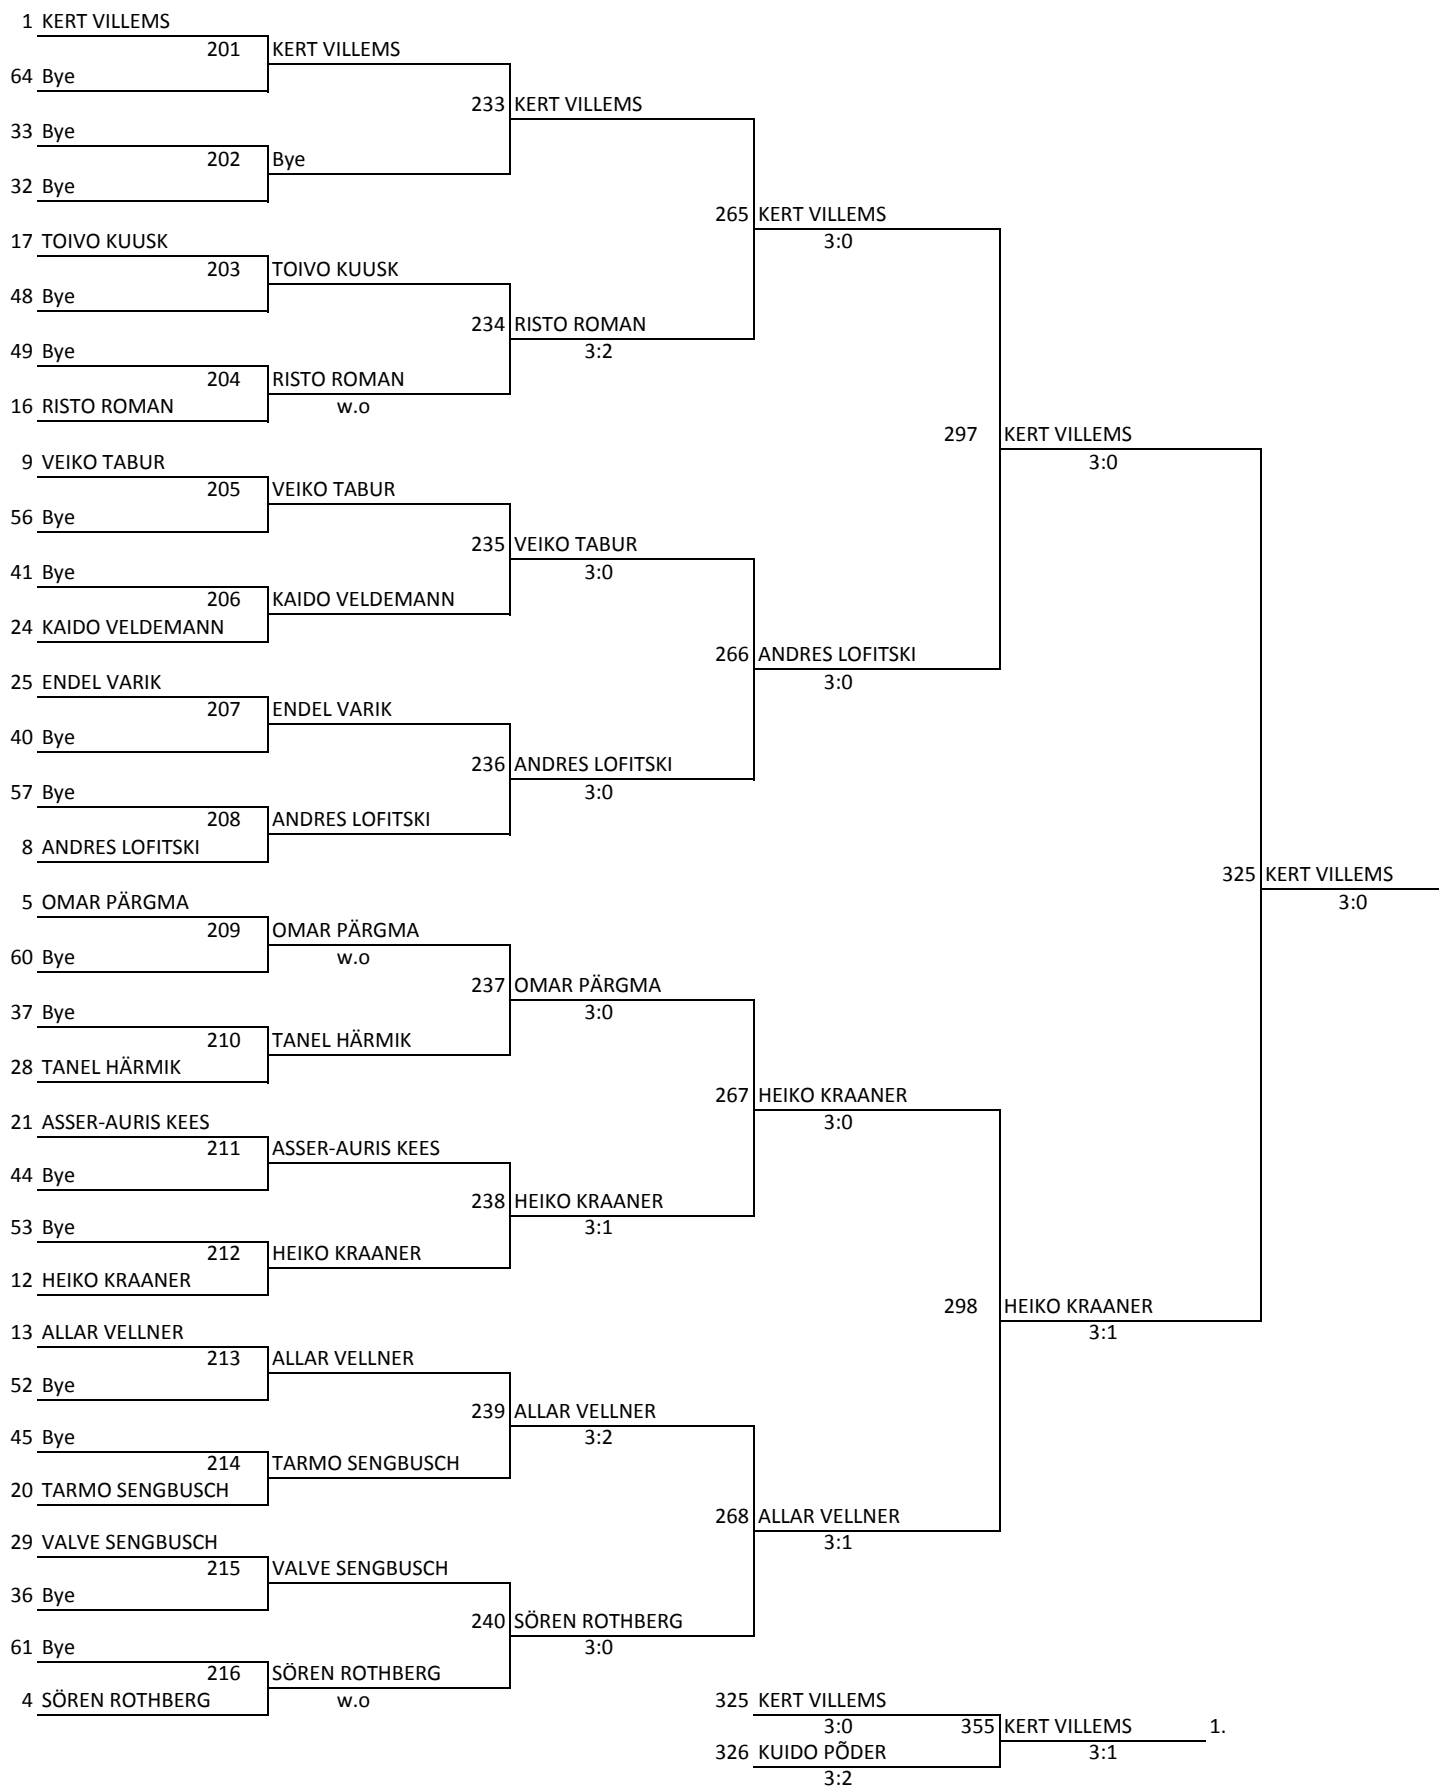 1 KERT VILLEMS
201 KERT VILLEMS
64 Bye
233 KERT VILLEMS
33 Bye
202 Bye
32 Bye
265 KERT VILLEMS
3:0
17 TOIVO KUUSK
203 TOIVO KUUSK
48 Bye
234 RISTO ROMAN
3:2
49 Bye
204 RISTO ROMAN
w.o
16 RISTO ROMAN
297 KERT VILLEMS
3:0
9 VEIKO TABUR
205 VEIKO TABUR
56 Bye
235 VEIKO TABUR
3:0
41 Bye
206 KAIDO VELDEMANN
24 KAIDO VELDEMANN
266 ANDRES LOFITSKI
3:0
25 ENDEL VARIK
207 ENDEL VARIK
40 Bye
236 ANDRES LOFITSKI
3:0
57 Bye
208 ANDRES LOFITSKI
8 ANDRES LOFITSKI
325 KERT VILLEMS
3:0
5 OMAR PÄRGMA
209 OMAR PÄRGMA
w.o
60 Bye
237 OMAR PÄRGMA
3:0
37 Bye
210 TANEL HÄRMIK
28 TANEL HÄRMIK
267 HEIKO KRAANER
3:0
21 ASSER-AURIS KEES
211 ASSER-AURIS KEES
44 Bye
238 HEIKO KRAANER
3:1
53 Bye
212 HEIKO KRAANER
12 HEIKO KRAANER
298 HEIKO KRAANER
3:1
13 ALLAR VELLNER
213 ALLAR VELLNER
52 Bye
239 ALLAR VELLNER
3:2
45 Bye
214 TARMO SENGBUSCH
20 TARMO SENGBUSCH
268 ALLAR VELLNER
3:1
29 VALVE SENGBUSCH
215 VALVE SENGBUSCH
36 Bye
240 SÖREN ROTHBERG
3:0
61 Bye
216 SÖREN ROTHBERG
w.o
4 SÖREN ROTHBERG
325 KERT VILLEMS
3:0
355 KERT VILLEMS 1.
3:1
326 KUIDO PÕDER
3:2